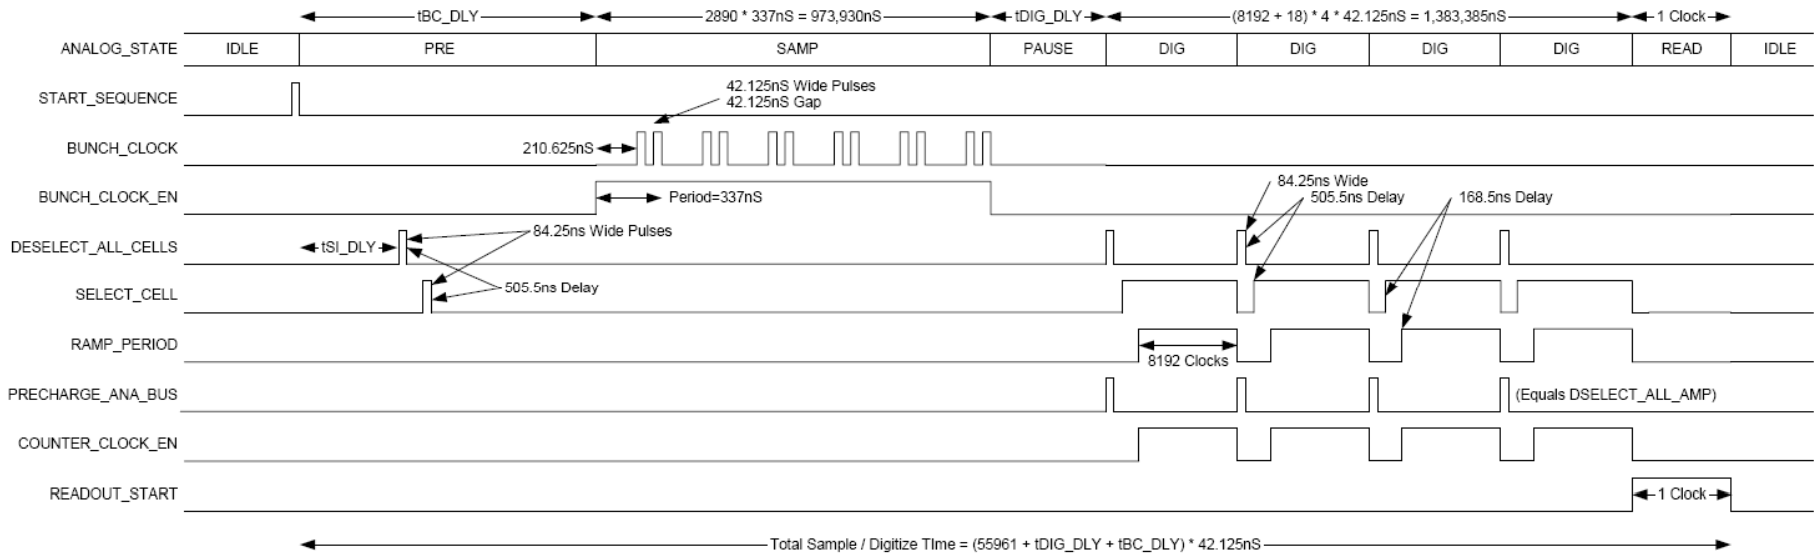 tBC_DLY 2890 * 337nS = 973,930nS tDIG_DLY (8192 + 18) * 4 * 42.125nS = 1,383,385nS 1 Clock
ANALOG_STATE IDLE PRE SAMP PAUSE DIG DIG DIG DIG READ IDLE
42.125nS Wide Pulses
START_SEQUENCE
42.125nS Gap
BUNCH_CLOCK 210.625nS
84.25ns Wide
BUNCH_CLOCK_EN Period=337nS 505.5ns Delay 168.5ns Delay
84.25ns Wide Pulses
DESELECT_ALL_CELLS tSI_DLY
505.5ns Delay
SELECT_CELL
RAMP_PERIOD
8192 Clocks
PRECHARGE_ANA_BUS (Equals DSELECT_ALL_AMP)
COUNTER_CLOCK_EN
READOUT_START 1 Clock
Total Sample / Digitize TIme = (55961 + tDIG_DLY + tBC_DLY) * 42.125nS